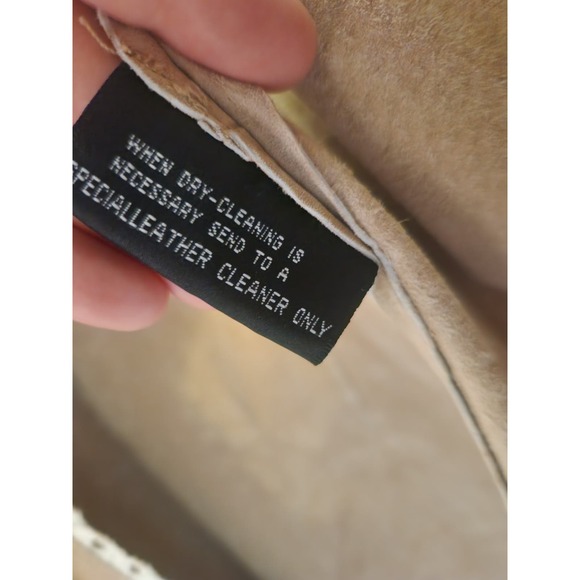 WHEN DRY-CLEANING IS
NECESSARY SEND TO A
SPECIALLEATHER CLEANER ONLY